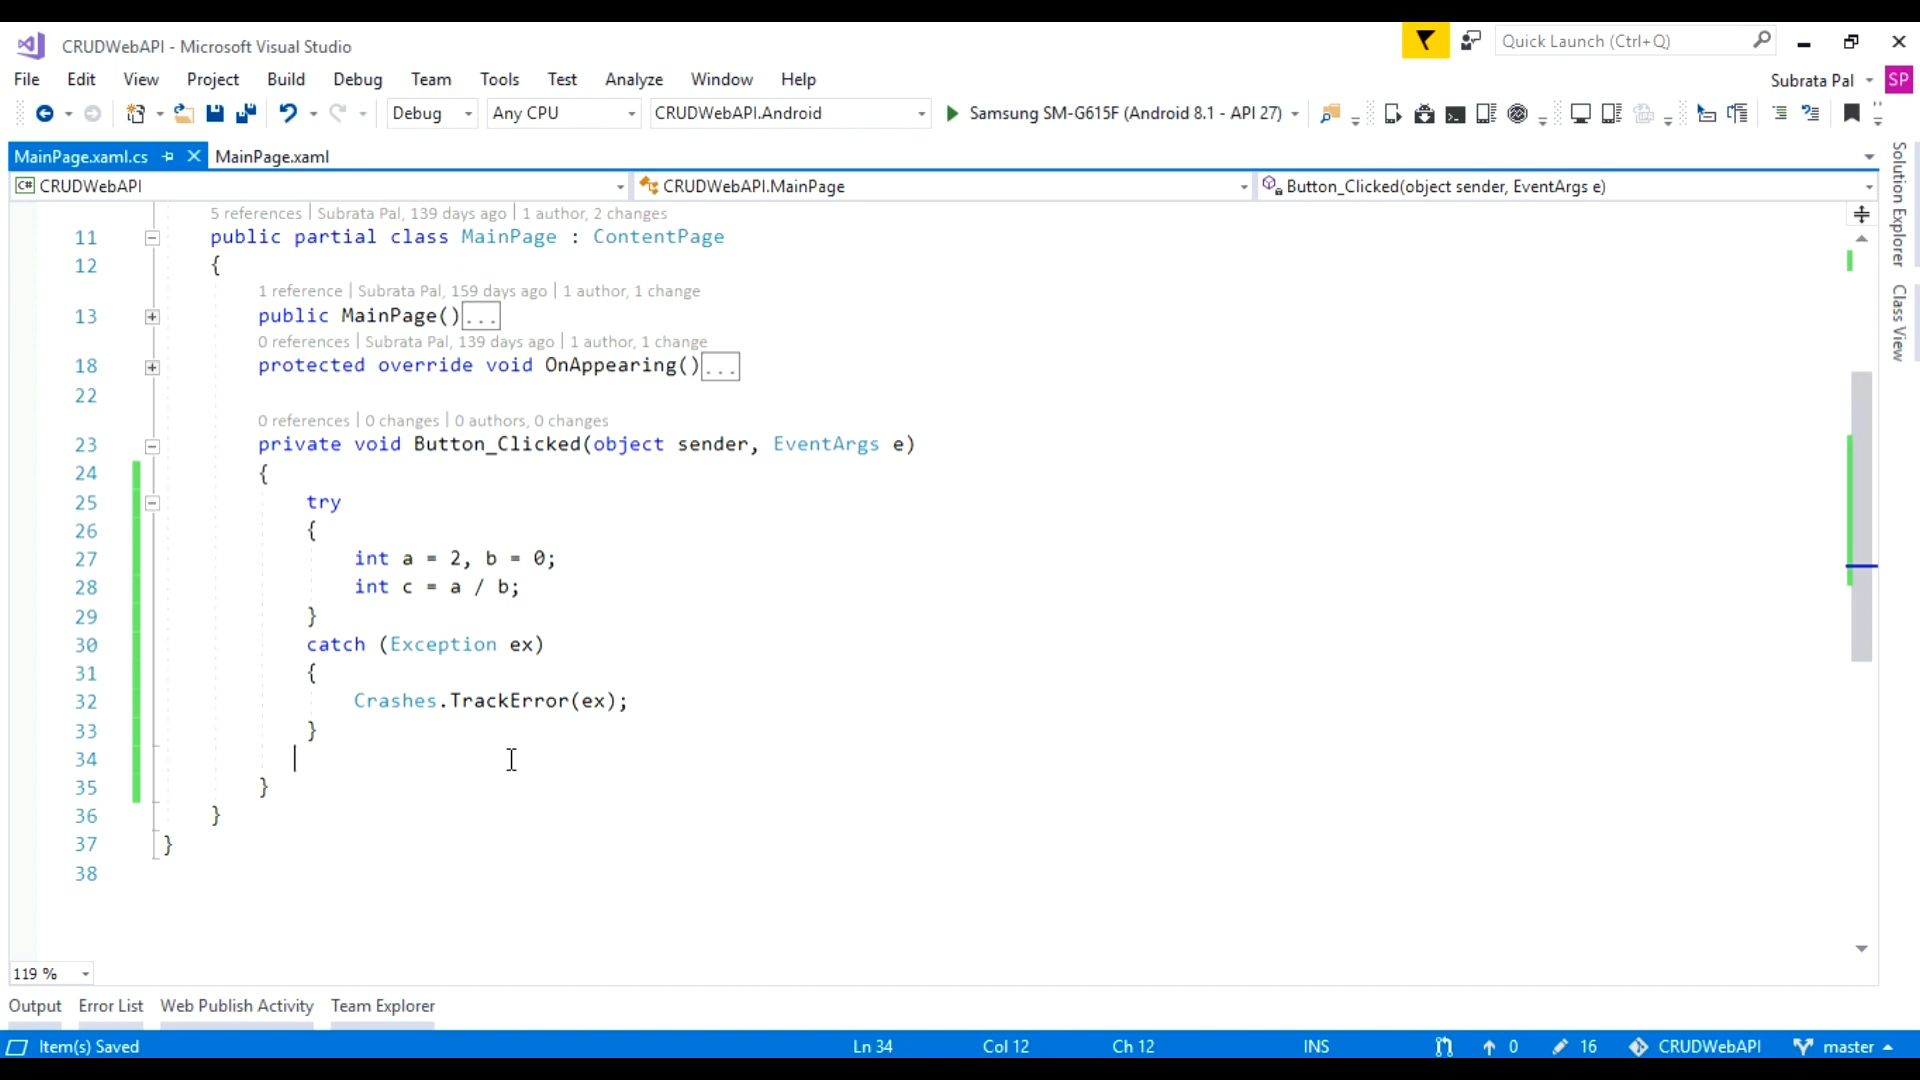 CRUDWebAPI - Microsoft Visual Studio
Quick Launch (Ctrl+Q)
File Edit View Project Build Debug Team Tools Test Analyze Window Help
Subrata Pal SP
Debug Any CPU CRUDWebAPI.Android Samsung SM-G615F (Android 8.1 - API 27)
MainPage.xaml.cs MainPage.xaml
C# CRUDWebAPI CRUDWebAPI.MainPage Button_Clicked(object sender, EventArgs e)
Solution Explorer
Class View
5 references | Subrata Pal, 139 days ago | 1 author, 2 changes
11 public partial class MainPage : ContentPage
12 {
1 reference | Subrata Pal, 159 days ago | 1 author, 1 change
13 public MainPage()...
0 references | Subrata Pal, 139 days ago | 1 author, 1 change
18 protected override void OnAppearing()...
22
0 references | 0 changes | 0 authors, 0 changes
23 private void Button_Clicked(object sender, EventArgs e)
24 {
25 try
26 {
27 int a = 2, b = 0;
28 int c = a / b;
29 }
30 catch (Exception ex)
31 {
32 Crashes.TrackError(ex);
33 }
34
35 }
36 }
37 }
38
119 %
Output Error List Web Publish Activity Team Explorer
Item(s) Saved Ln 34 Col 12 Ch 12 INS 0 16 CRUDWebAPI master